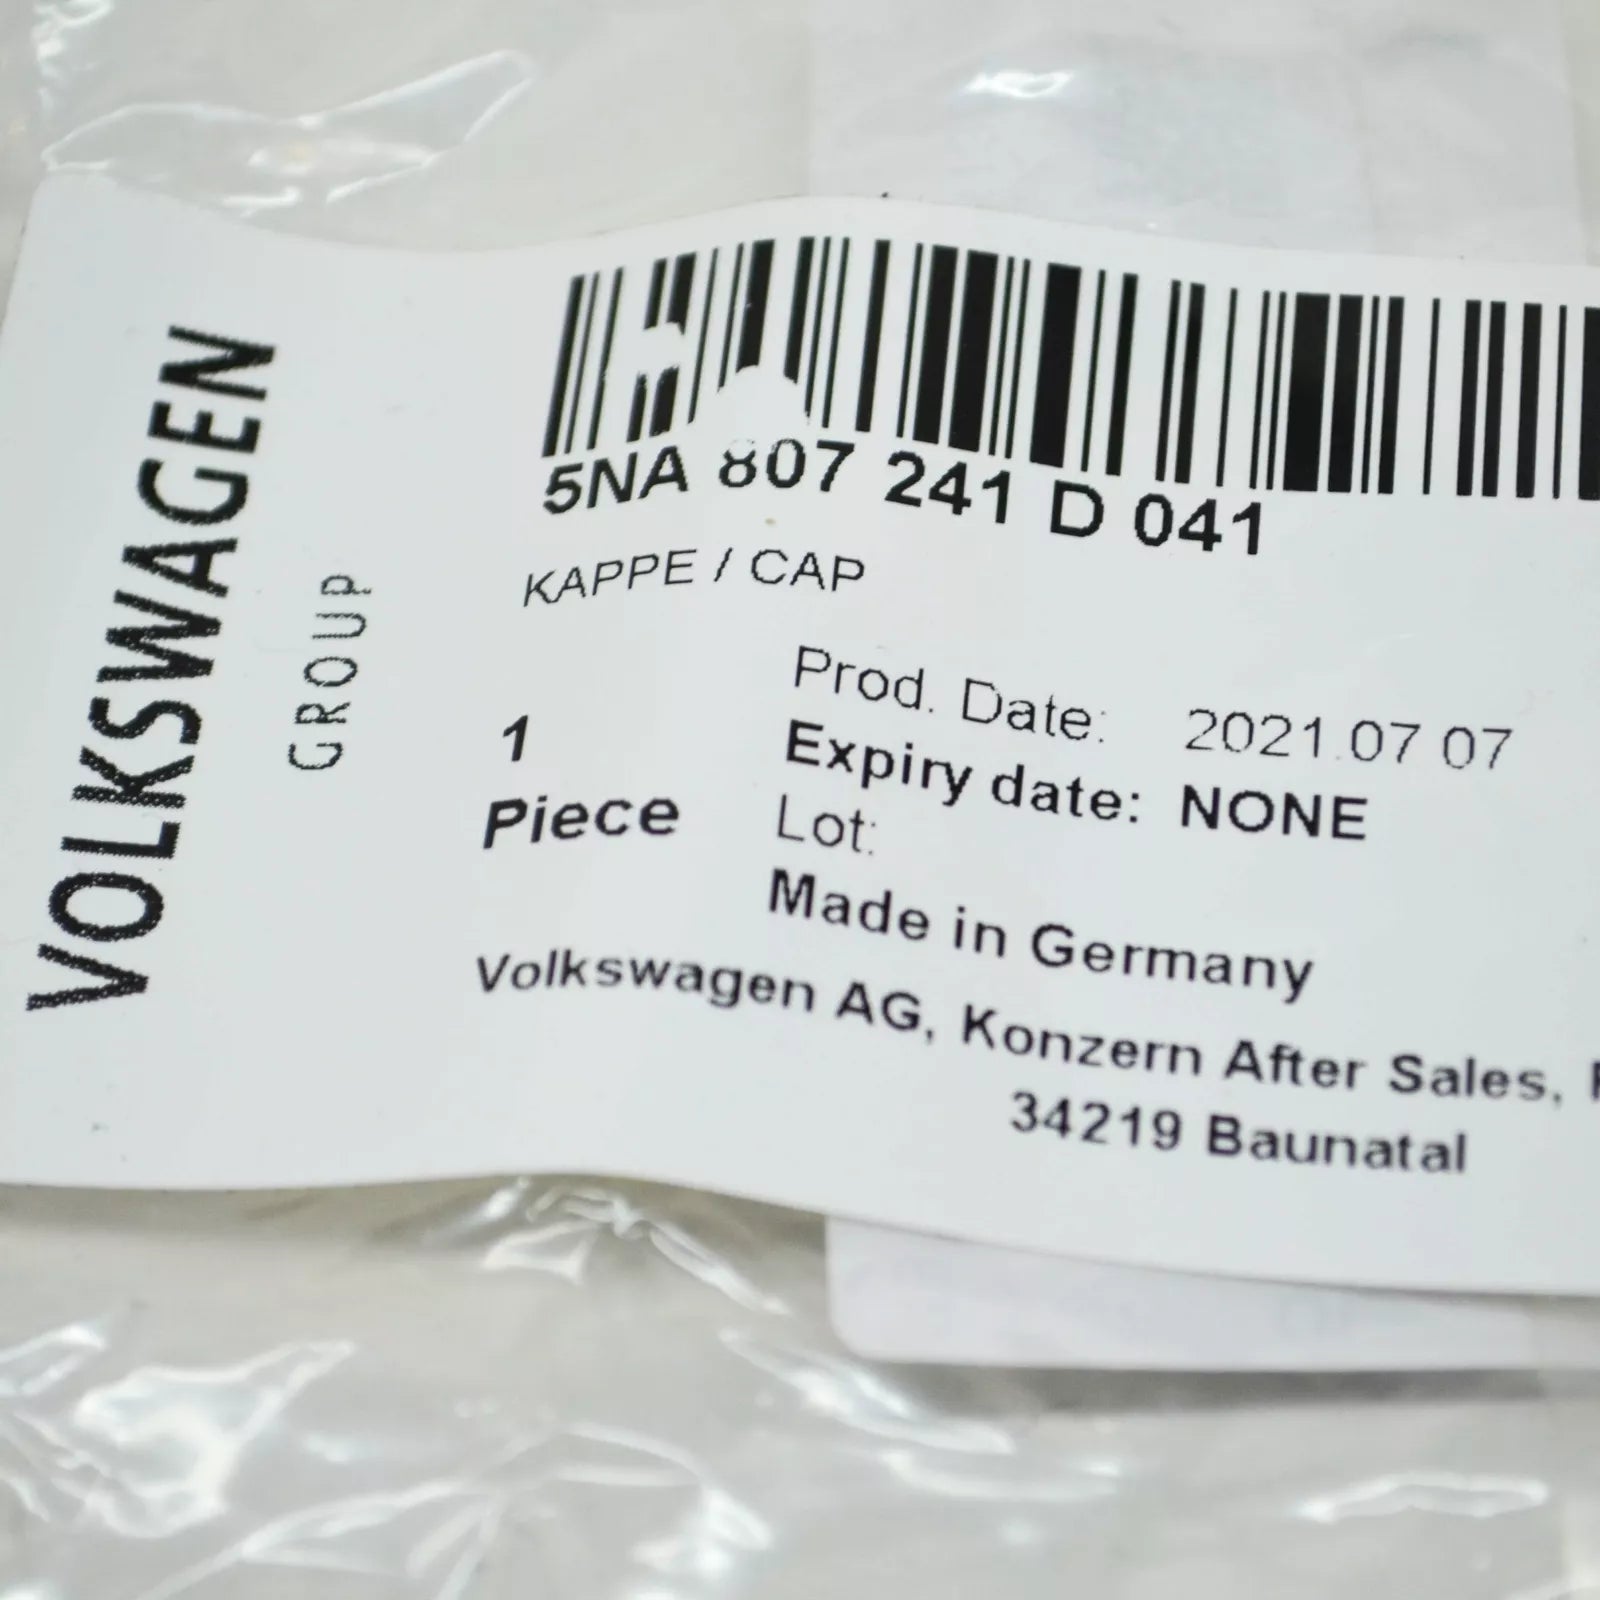 VOLKSWAGEN
GROUP
5NA 807 241 D 041
KAPPE / CAP
1
Piece
Prod. Date: 2021.07 07
Expiry date: NONE
Lot:
Made in Germany
Volkswagen AG, Konzern After Sales,
34219 Baunatal